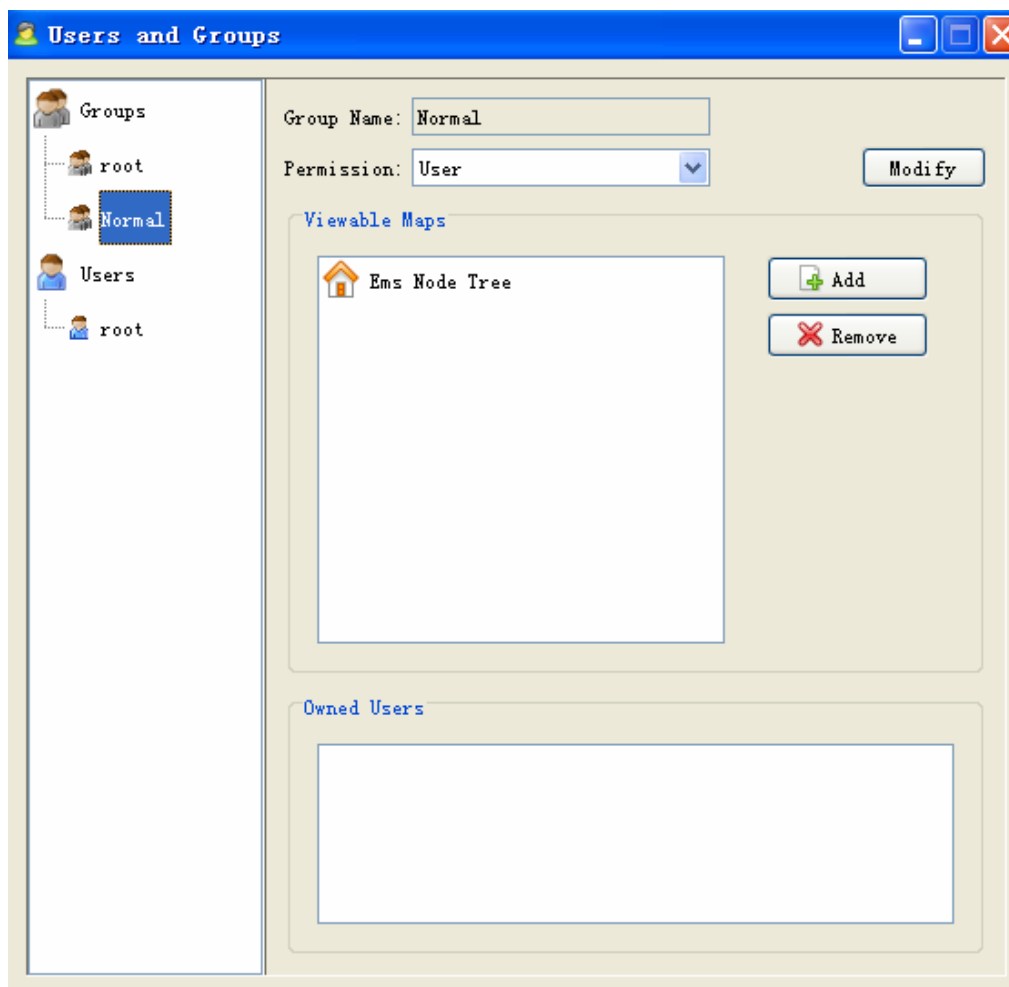 Users and Groups
Groups
root
Normal
Users
root
Group Name: Normal
Permission: User
Modify
Viewable Maps
Ems Node Tree
Add
Remove
Owned Users